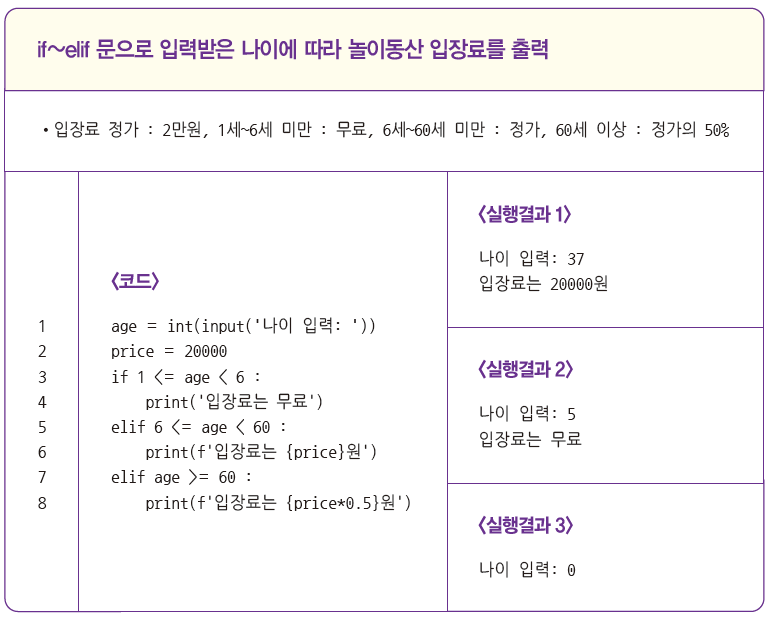 if~elif 문으로 입력받은 나이에 따라 놀이동산 입장료를 출력
• 입장료 정가 : 2만원, 1세~6세 미만 : 무료, 6세~60세 미만 : 정가, 60세 이상 : 정가의 50%
<코드>
1 age = int(input('나이 입력: '))
2 price = 20000
3 if 1 <= age < 6 :
4     print('입장료는 무료')
5 elif 6 <= age < 60 :
6     print(f'입장료는 {price}원')
7 elif age >= 60 :
8     print(f'입장료는 {price*0.5}원')
<실행결과 1>
나이 입력: 37
입장료는 20000원
<실행결과 2>
나이 입력: 5
입장료는 무료
<실행결과 3>
나이 입력: 0